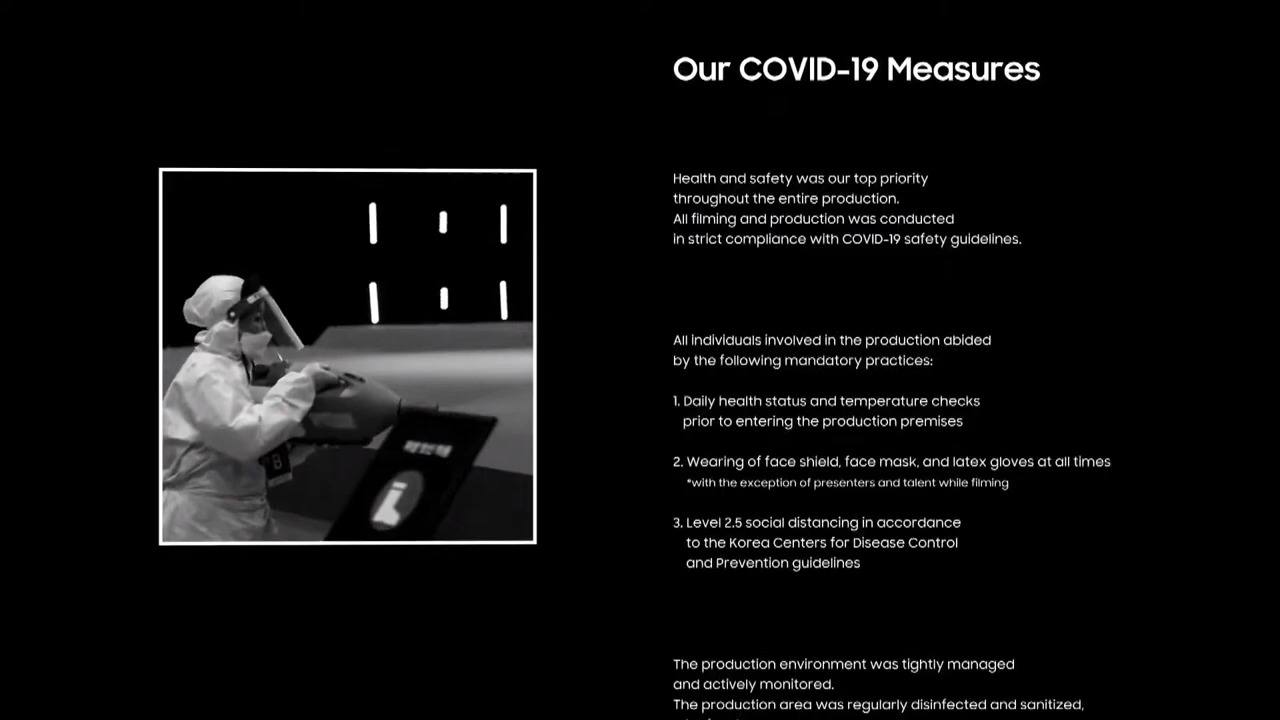 Our COVID-19 Measures
Health and safety was our top priority
throughout the entire production.
All filming and production was conducted
in strict compliance with COVID-19 safety guidelines.
All individuals involved in the production abided
by the following mandatory practices:
1. Daily health status and temperature checks
prior to entering the production premises
2. Wearing of face shield, face mask, and latex gloves at all times
*with the exception of presenters and talent while filming
3. Level 2.5 social distancing in accordance
to the Korea Centers for Disease Control
and Prevention guidelines
The production environment was tightly managed
and actively monitored.
The production area was regularly disinfected and sanitized,